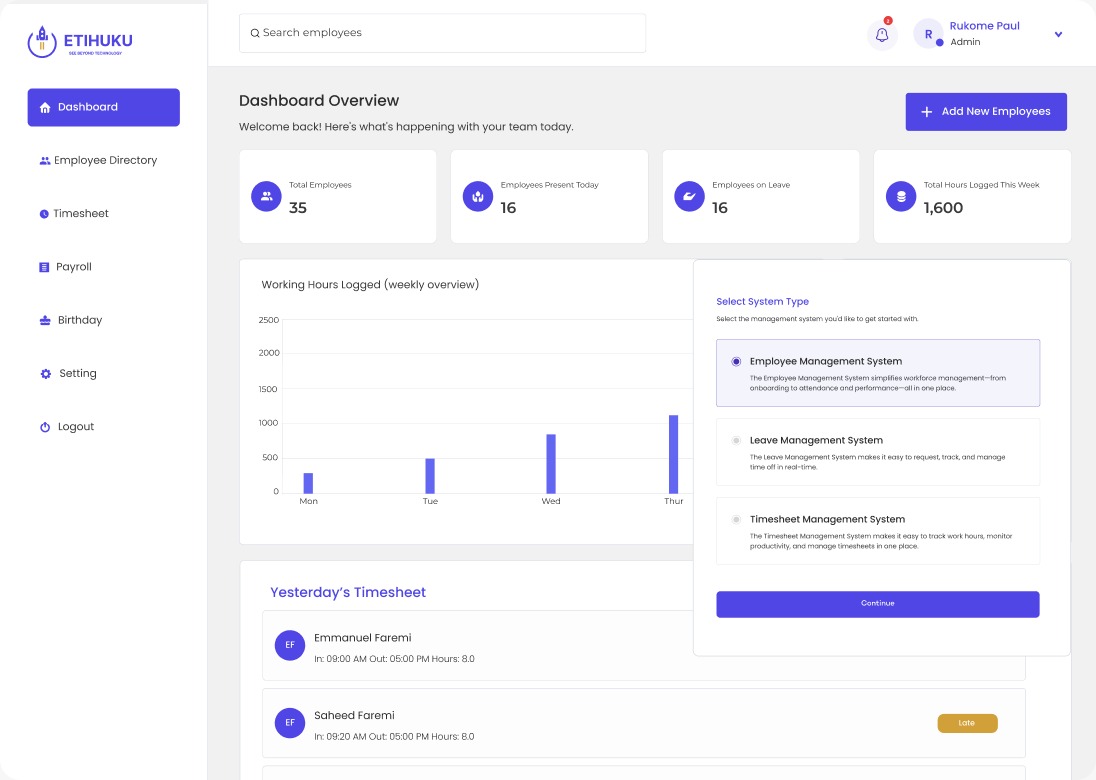 ETIHUKU
SEE BEYOND TECHNOLOGY
Search employees
2
R
Rukome Paul
Admin
Dashboard
Employee Directory
Timesheet
Payroll
Birthday
Setting
Logout
Dashboard Overview
Welcome back! Here's what's happening with your team today.
Add New Employees
Total Employees
35
Employees Present Today
16
Employees on Leave
16
Total Hours Logged This Week
1,600
Working Hours Logged (weekly overview)
2500
2000
1500
1000
500
0
Mon
Tue
Wed
Thur
Select System Type
Select the management system you'd like to get started with.
Employee Management System
The Employee Management System simplifies workforce management—from
onboarding to attendance and performance—all in one place.
Leave Management System
The Leave Management System makes it easy to request, track, and manage
time off in real-time.
Timesheet Management System
The Timesheet Management System makes it easy to track work hours, monitor
productivity, and manage timesheets in one place.
Continue
Yesterday’s Timesheet
EF
Emmanuel Faremi
In: 09:00 AM Out: 05:00 PM Hours: 8.0
EF
Saheed Faremi
In: 09:20 AM Out: 05:00 PM Hours: 8.0
Late